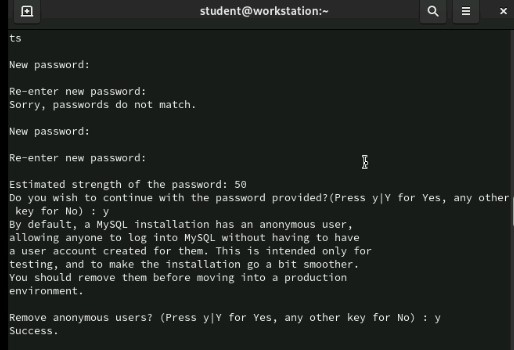 student@workstation:~
ts
New password:
Re-enter new password:
Sorry, passwords do not match.
New password:
Re-enter new password:
Estimated strength of the password: 50
Do you wish to continue with the password provided?(Press y|Y for Yes, any other
key for No) : y
By default, a MySQL installation has an anonymous user,
allowing anyone to log into MySQL without having to have
a user account created for them. This is intended only for
testing, and to make the installation go a bit smoother.
You should remove them before moving into a production
environment.
Remove anonymous users? (Press y|Y for Yes, any other key for No) : y
Success.